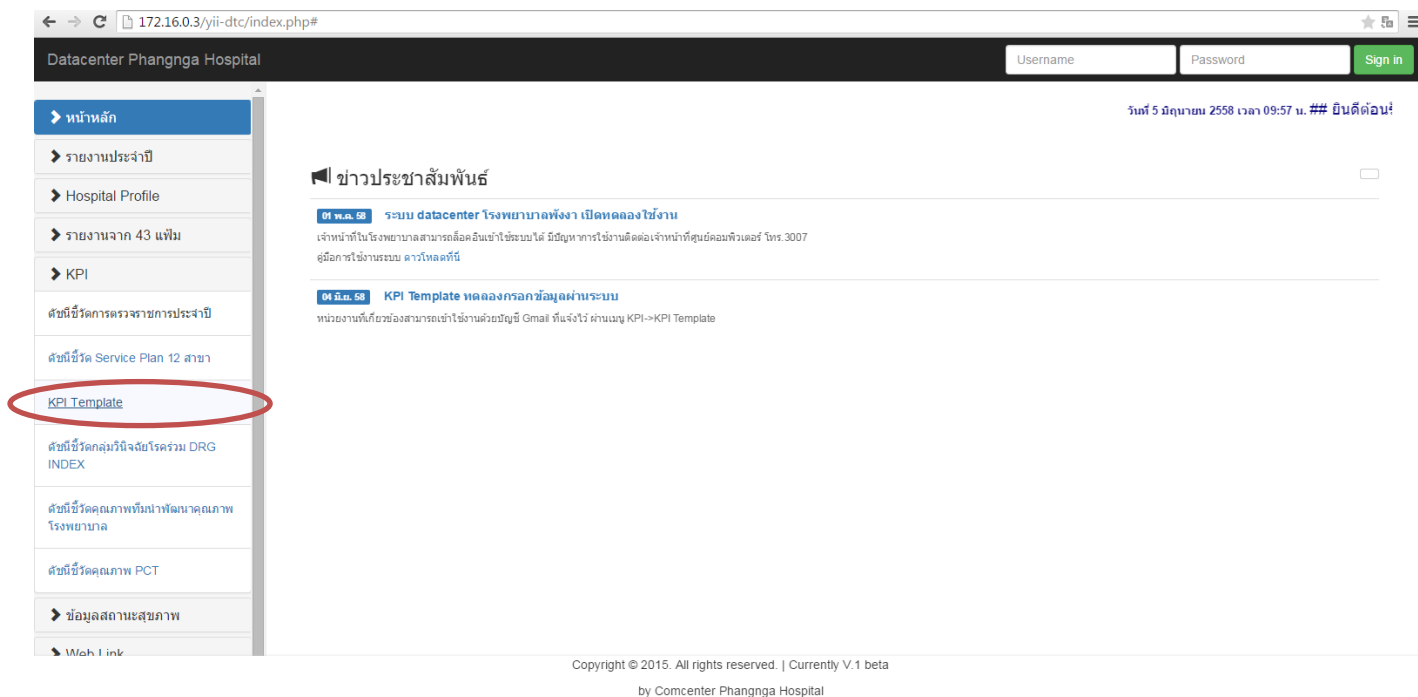 172.16.0.3/yii-dtc/index.php#
Datacenter Phangnga Hospital
Username
Password
Sign in
หน้าหลัก
รายงานประจำปี
Hospital Profile
รายงานจาก 43 แฟ้ม
KPI
ดัชนีชี้วัดการตรวจราชการประจำปี
ดัชนีชี้วัด Service Plan 12 สาขา
KPI Template
ดัชนีชี้วัดกลุ่มวินิจฉัยโรคร่วม DRG
INDEX
ดัชนีชี้วัดคุณภาพทีมนำพัฒนาคุณภาพ
โรงพยาบาล
ดัชนีชี้วัดคุณภาพ PCT
ข้อมูลสถานะสุขภาพ
Web Link
วันที่ 5 มิถุนายน 2558 เวลา 09:57 น. ## ยินดีต้อนรั
ข่าวประชาสัมพันธ์
01 พ.ค. 58 ระบบ datacenter โรงพยาบาลพังงา เปิดทดลองใช้งาน
เจ้าหน้าที่ในโรงพยาบาลสามารถล็อคอินเข้าใช้ระบบได้ มีปัญหาการใช้งานติดต่อเจ้าหน้าที่ศูนย์คอมพิวเตอร์ โทร.3007
คู่มือการใช้งานระบบ ดาวโหลดที่นี่
04 มิ.ย. 58 KPI Template ทดลองกรอกข้อมูลผ่านระบบ
หน่วยงานที่เกี่ยวข้องสามารถเข้าใช้งานด้วยบัญชี Gmail ที่แจ้งไว้ ผ่านเมนู KPI->KPI Template
Copyright © 2015. All rights reserved. | Currently V.1 beta
by Comcenter Phangnga Hospital